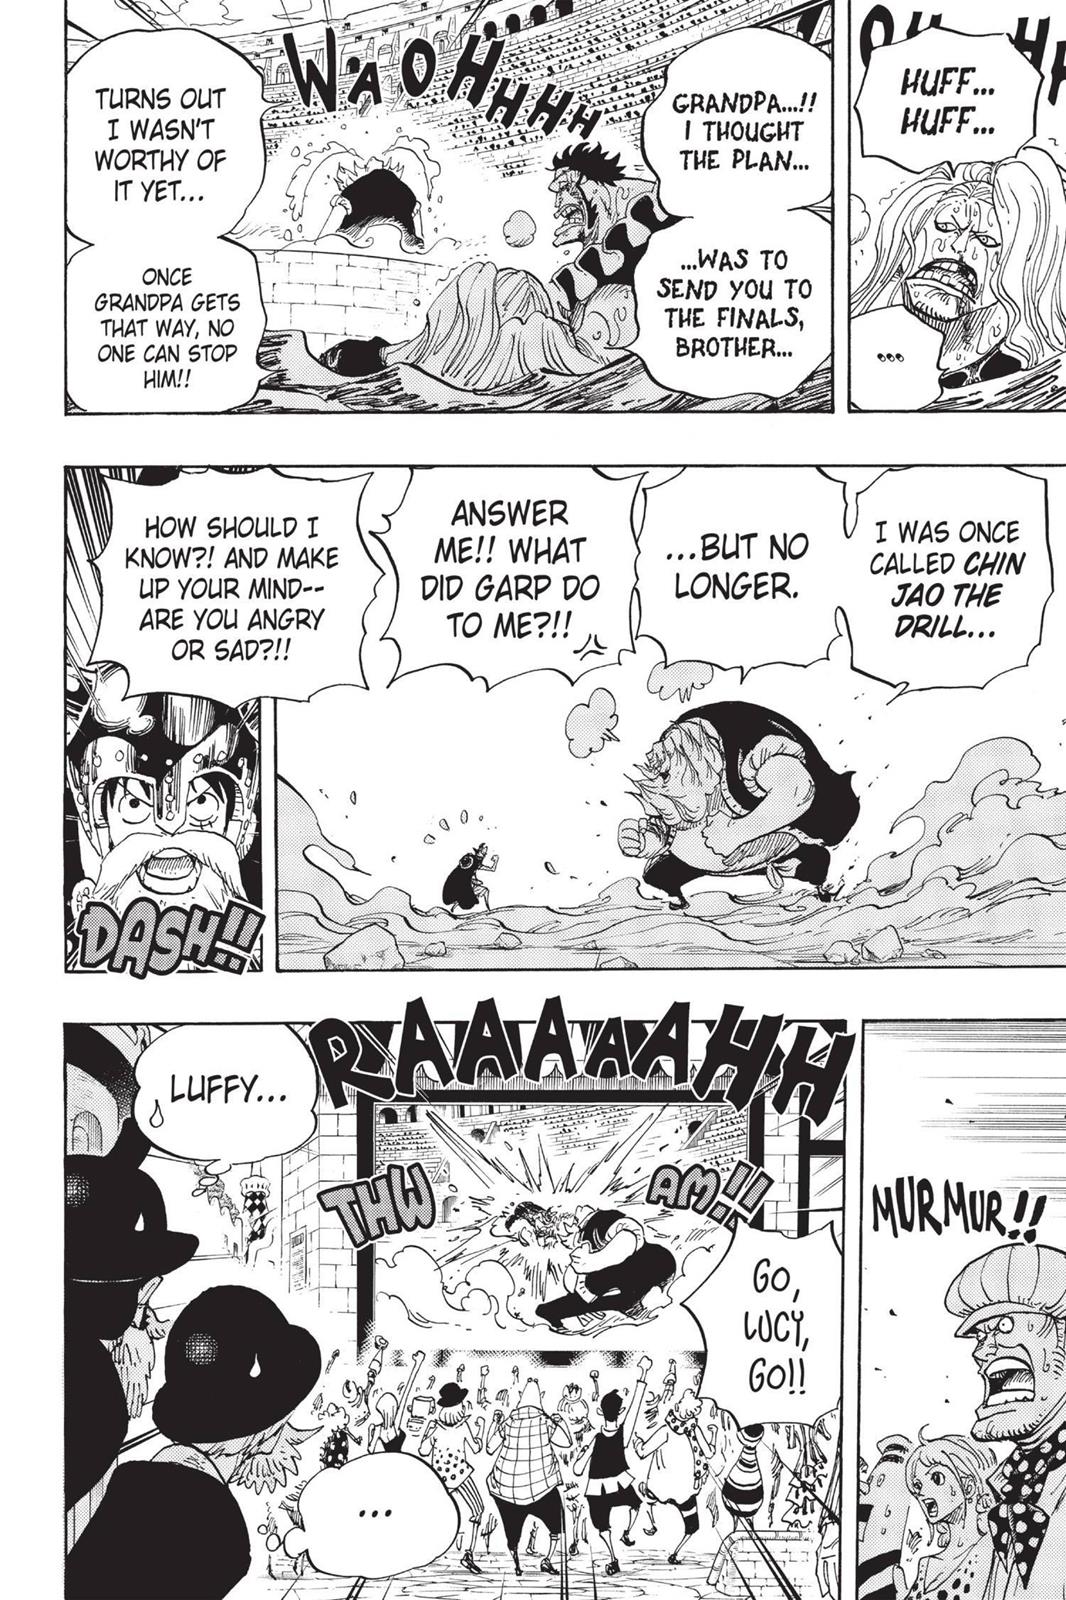 HUFF...
HUFF...
...
GRANDPA...!!
I THOUGHT
THE PLAN...
...WAS TO
SEND YOU TO
THE FINALS,
BROTHER...
WAOHHHHH
TURNS OUT
I WASN'T
WORTHY OF
IT YET...
ONCE
GRANDPA GETS
THAT WAY, NO
ONE CAN STOP
HIM!!
I WAS ONCE
CALLED CHIN
JAO THE
DRILL...
...BUT NO
LONGER.
ANSWER
ME!! WHAT
DID GARP DO
TO ME?!!
HOW SHOULD I
KNOW?! AND MAKE
UP YOUR MIND--
ARE YOU ANGRY
OR SAD?!!
DASH!!
MURMUR!!
RAAAAAAHHH
THW
AM!!
GO,
LUCY,
GO!!
LUFFY...
...